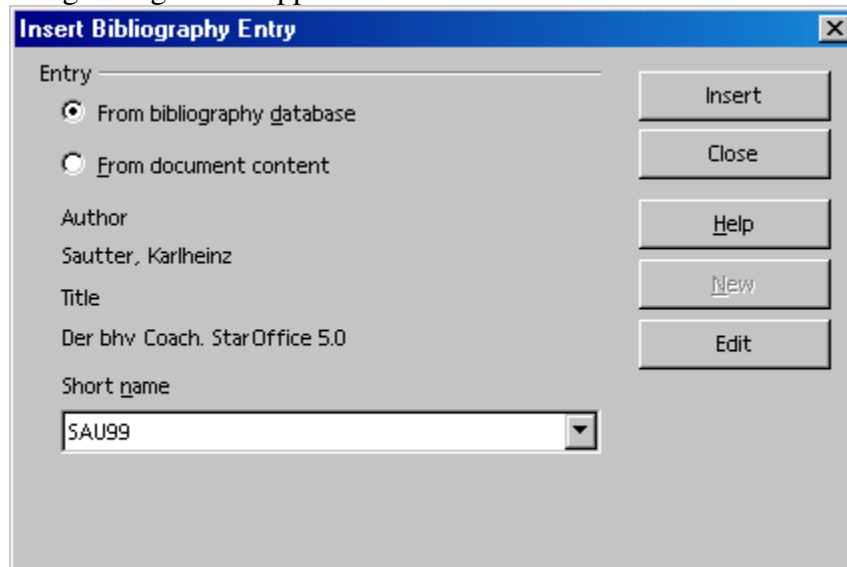 Insert Bibliography Entry
Entry
From bibliography database
From document content
Author
Sautter, Karlheinz
Title
Der bhv Coach. StarOffice 5.0
Short name
SAU99
Insert
Close
Help
New
Edit